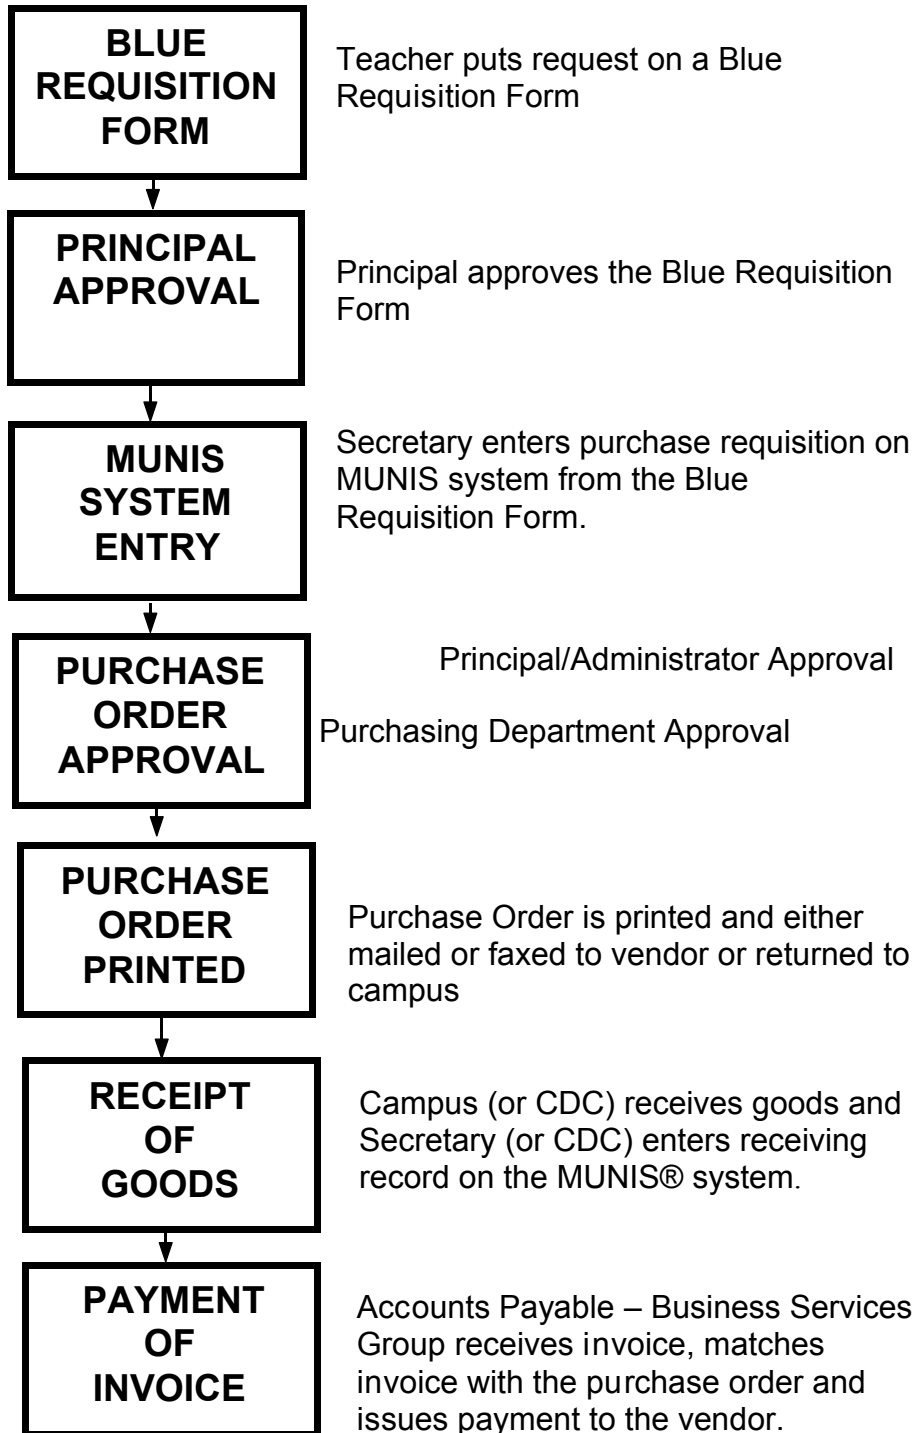 BLUE
REQUISITION
FORM
Teacher puts request on a Blue
Requisition Form
PRINCIPAL
APPROVAL
Principal approves the Blue Requisition
Form
MUNIS
SYSTEM
ENTRY
Secretary enters purchase requisition on
MUNIS system from the Blue
Requisition Form.
PURCHASE
ORDER
APPROVAL
Principal/Administrator Approval
Purchasing Department Approval
PURCHASE
ORDER
PRINTED
Purchase Order is printed and either
mailed or faxed to vendor or returned to
campus
RECEIPT
OF
GOODS
Campus (or CDC) receives goods and
Secretary (or CDC) enters receiving
record on the MUNIS® system.
PAYMENT
OF
INVOICE
Accounts Payable – Business Services
Group receives invoice, matches
invoice with the purchase order and
issues payment to the vendor.